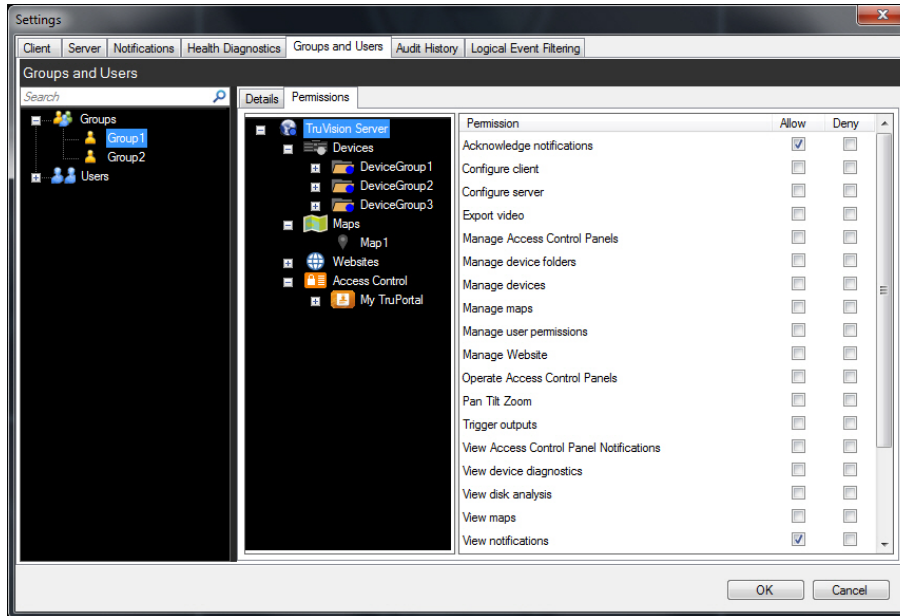 Settings
Client Server Notifications Health Diagnostics Groups and Users Audit History Logical Event Filtering
Groups and Users
Search
Groups
Group1
Group2
Users
Details Permissions
TruVision Server
Devices
DeviceGroup1
DeviceGroup2
DeviceGroup3
Maps
Map1
Websites
Access Control
My TruPortal
Permission Allow Deny
Acknowledge notifications
Configure client
Configure server
Export video
Manage Access Control Panels
Manage device folders
Manage devices
Manage maps
Manage user permissions
Manage Website
Operate Access Control Panels
Pan Tilt Zoom
Trigger outputs
View Access Control Panel Notifications
View device diagnostics
View disk analysis
View maps
View notifications
OK Cancel